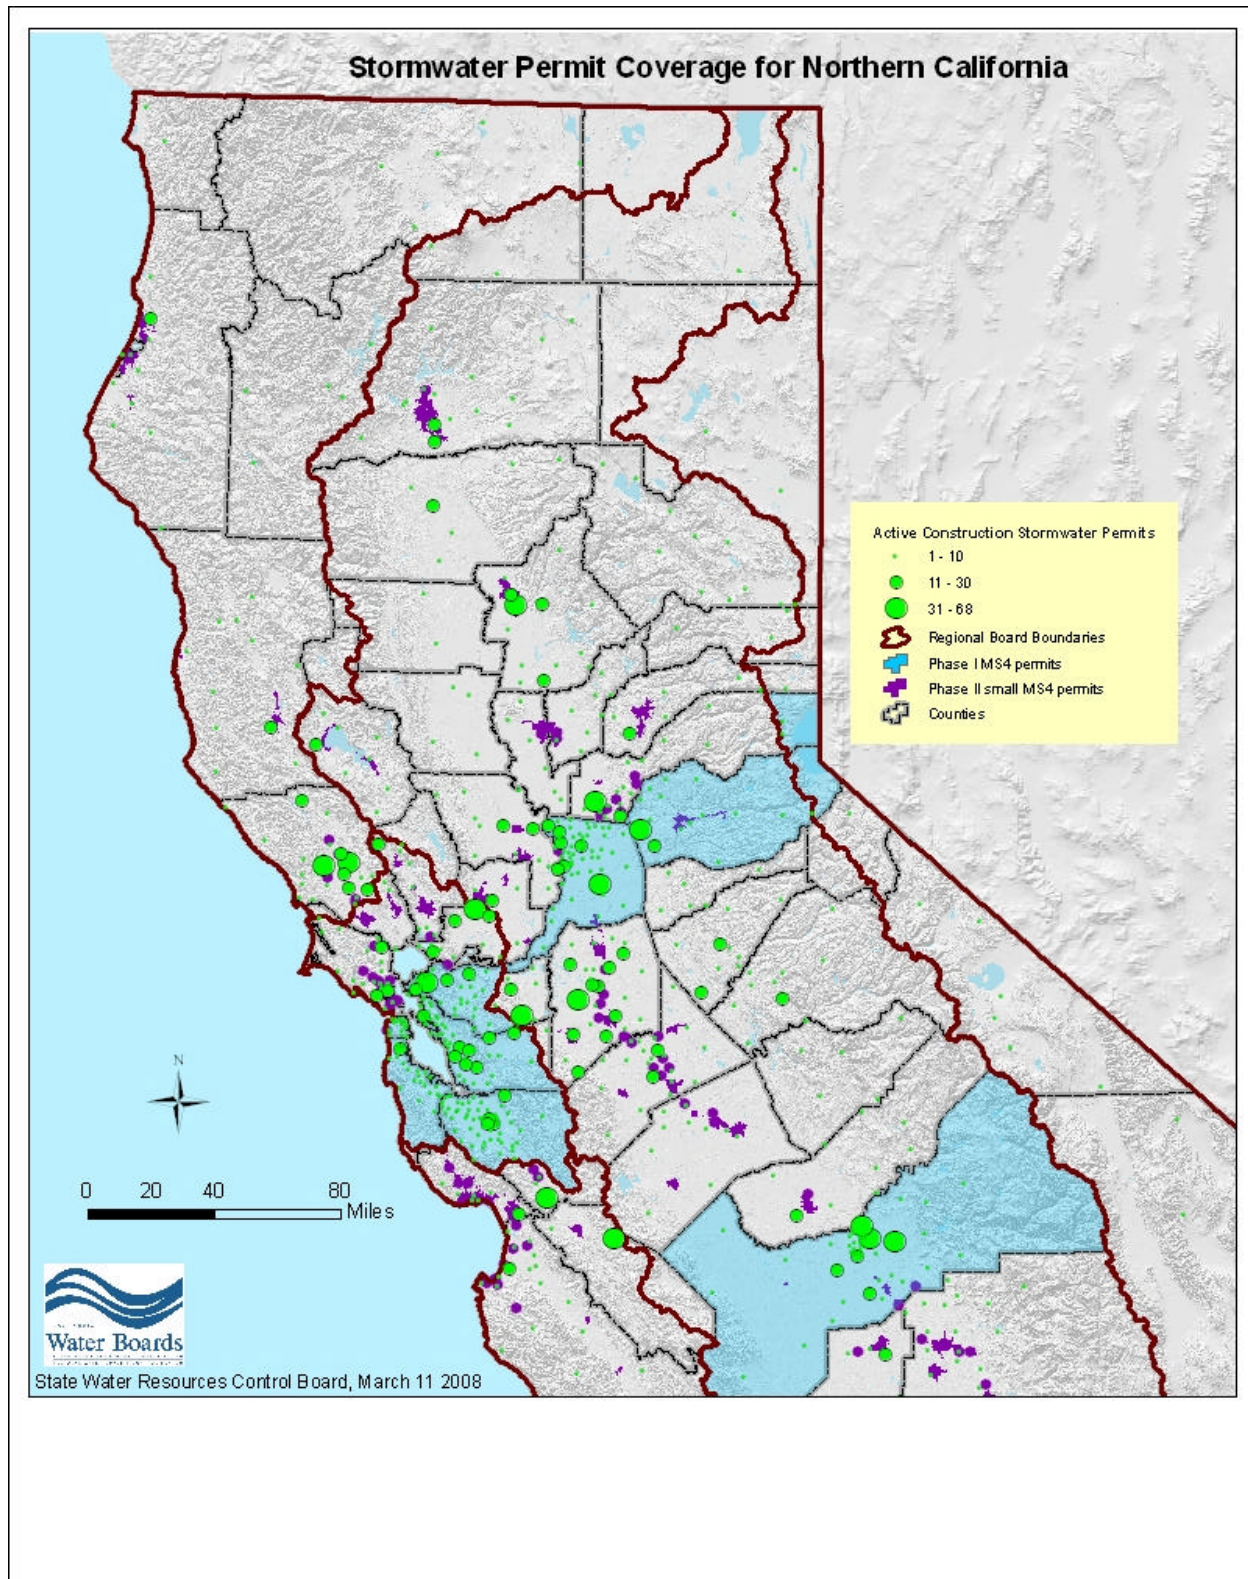 Stormwater Permit Coverage for Northern California
Active Construction Stormwater Permits
1 - 10
11 - 30
31 - 68
Regional Board Boundaries
Phase I MS4 permits
Phase II small MS4 permits
Counties
N
0 20 40 80
Miles
Water Boards
State Water Resources Control Board, March 11 2008